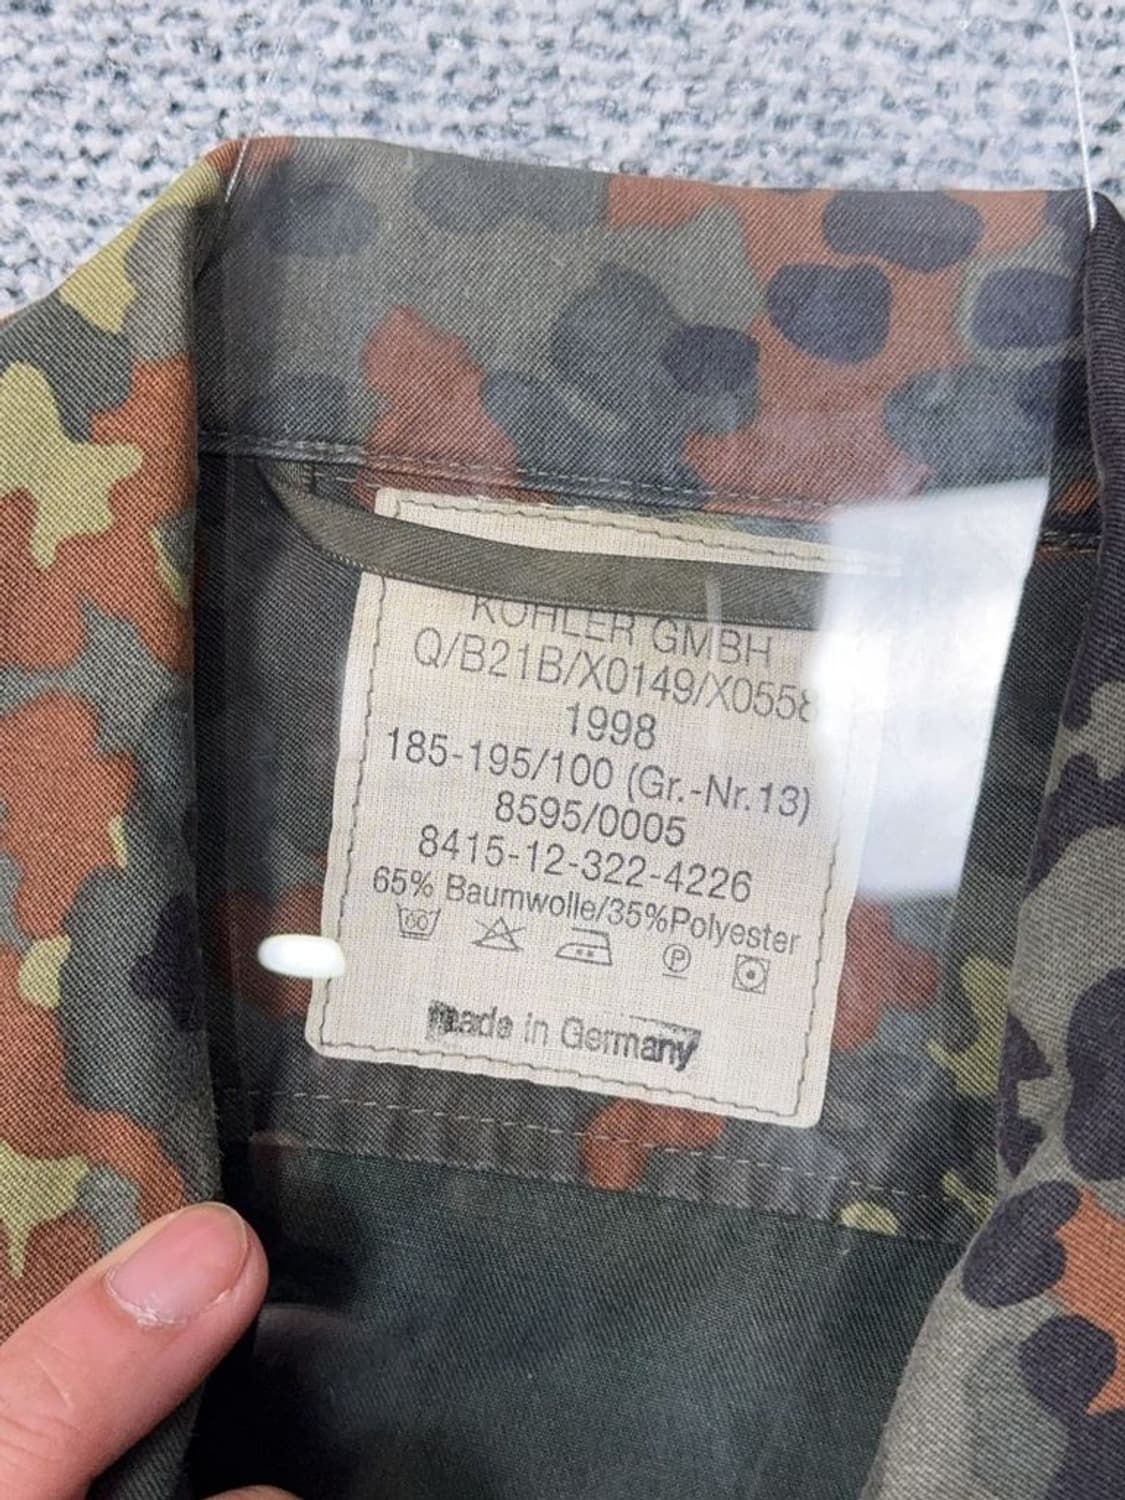 KÖHLER GMBH
Q/B21B/X0149/X0558
1998
185-195/100 (Gr.-Nr.13)
8595/0005
8415-12-322-4226
65% Baumwolle/35%Polyester
P
made in Germany